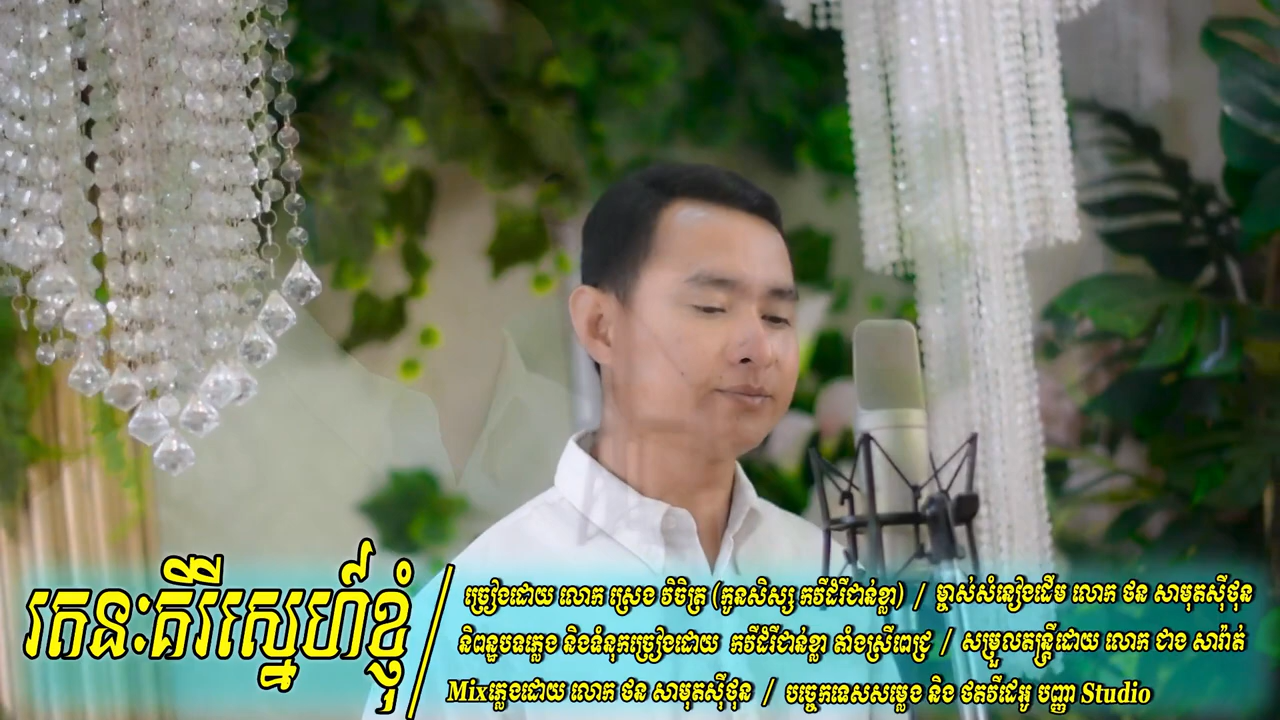 រតនៈគីរីស្នេហ៍ខ្ញុំ
ច្រៀងដោយ លោក ស្រេង វិចិត្រ (កូនសិស្ស កវីដំរីជាន់ខ្លា) / ម្ចាស់សំនៀងដើម លោក ថន សាមុតស៊ីថុន
និពន្ឋបទភ្លេង និងទំនុកច្រៀងដោយ កវីដំរីជាន់ខ្លា តាំងស្រីពេជ្រ / សម្រួលតន្ត្រីដោយ លោក ជាង សារ៉ាត់
Mixភ្លេងដោយ លោក ថន សាមុតស៊ីថុន / បច្ចេកទេសសម្លេង និង ថតវីដេអូ បញ្ញា Studio